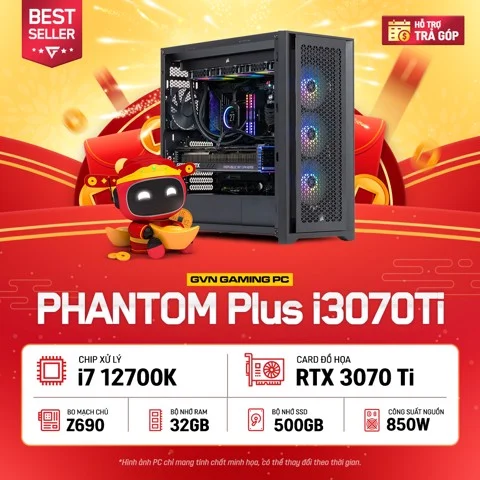 BEST
SELLER
HỖ TRỢ
TRẢ GÓP
GVN GAMING PC
PHANTOM Plus i3070Ti
CHIP XỬ LÝ
i7 12700K
CARD ĐỒ HỌA
RTX 3070 Ti
BO MẠCH CHỦ
Z690
BỘ NHỚ RAM
32GB
BỘ NHỚ SSD
500GB
CÔNG SUẤT NGUỒN
850W
*Hình ảnh PC chỉ mang tính chất minh họa, có thể thay đổi theo thời gian.